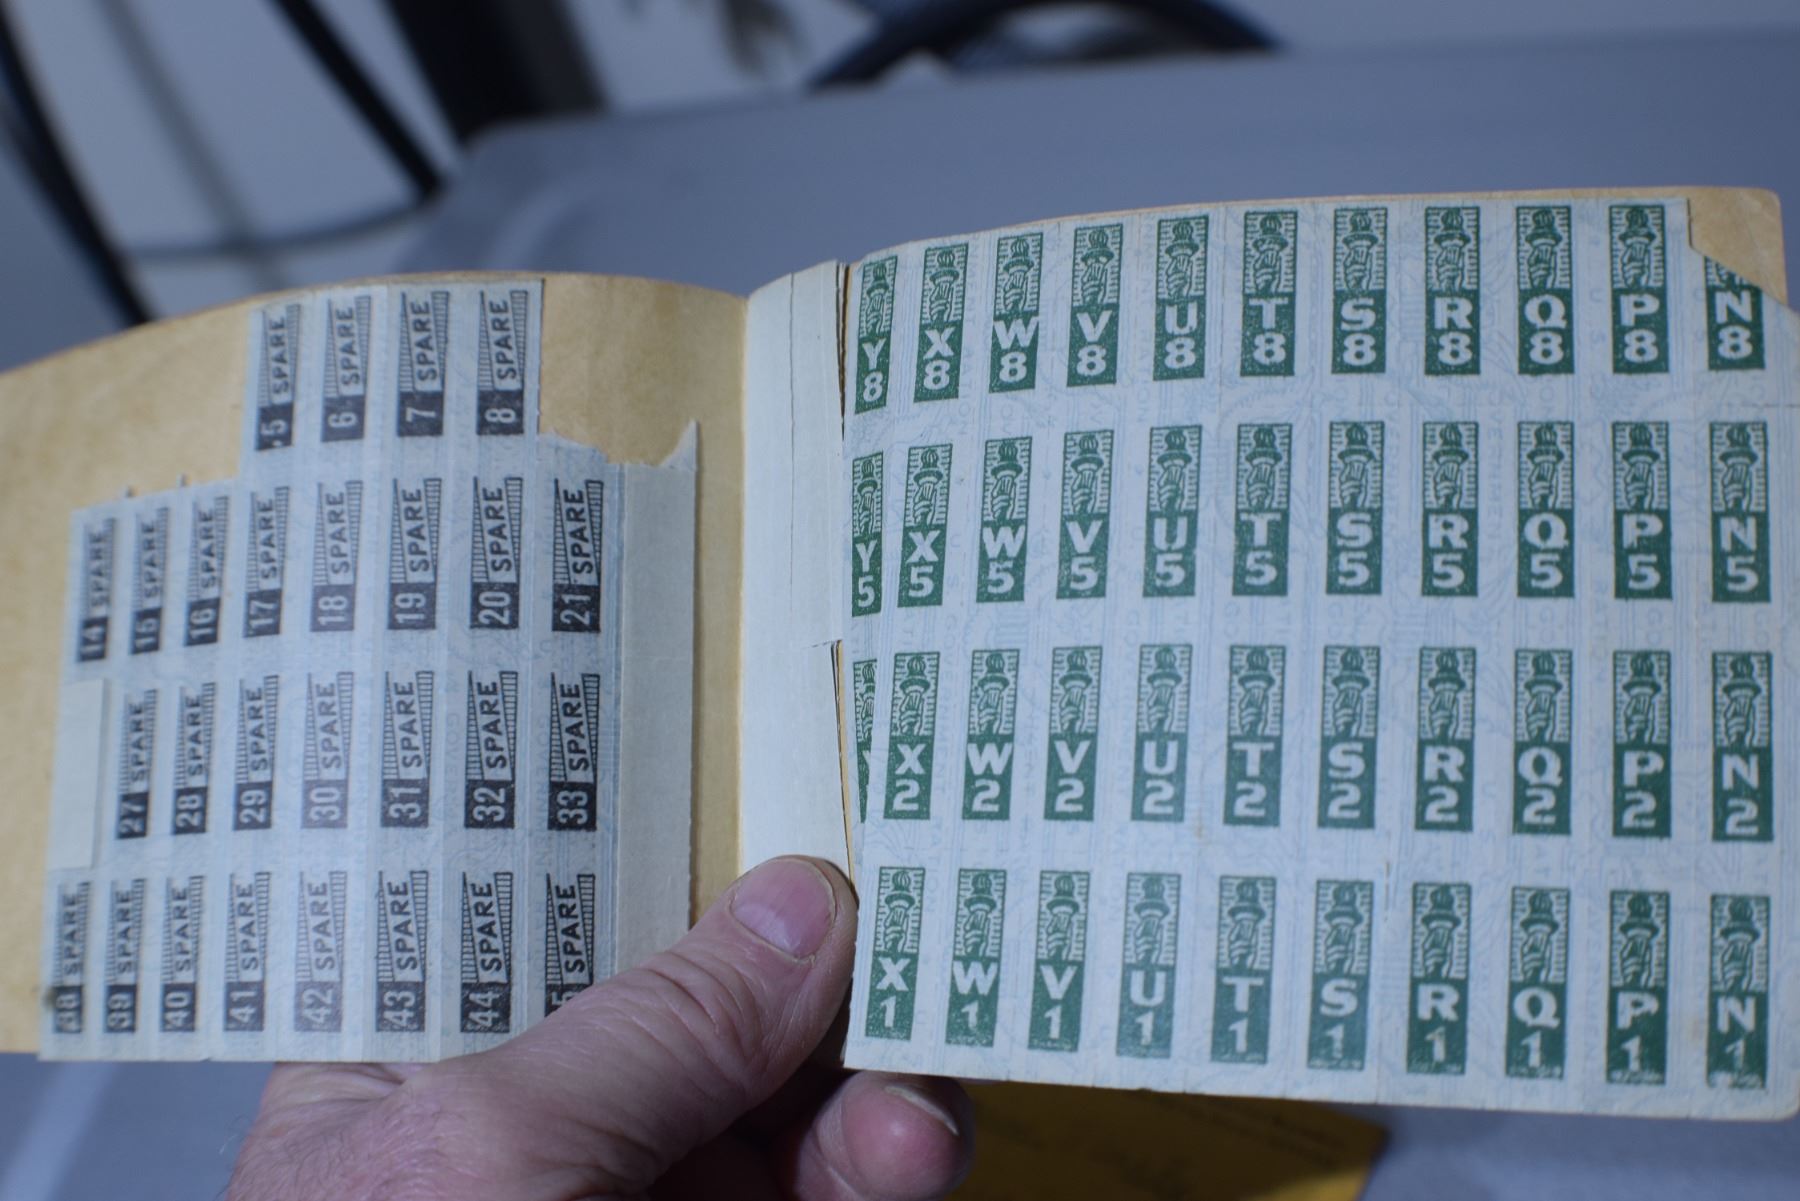 5 SPARE 6 SPARE 7 SPARE 8 SPARE
14 SPARE 15 SPARE 16 SPARE 17 SPARE 18 SPARE 19 SPARE 20 SPARE 21 SPARE
27 SPARE 28 SPARE 29 SPARE 30 SPARE 31 SPARE 32 SPARE 33 SPARE
38 SPARE 39 SPARE 40 SPARE 41 SPARE 42 SPARE 43 SPARE 44 SPARE 5 SPARE
Y8 X8 W8 V8 U8 T8 S8 R8 Q8 P8 N8
Y5 X5 W5 V5 U5 T5 S5 R5 Q5 P5 N5
X2 W2 V2 U2 T2 S2 R2 Q2 P2 N2
X1 W1 V1 U1 T1 S1 R1 Q1 P1 N1